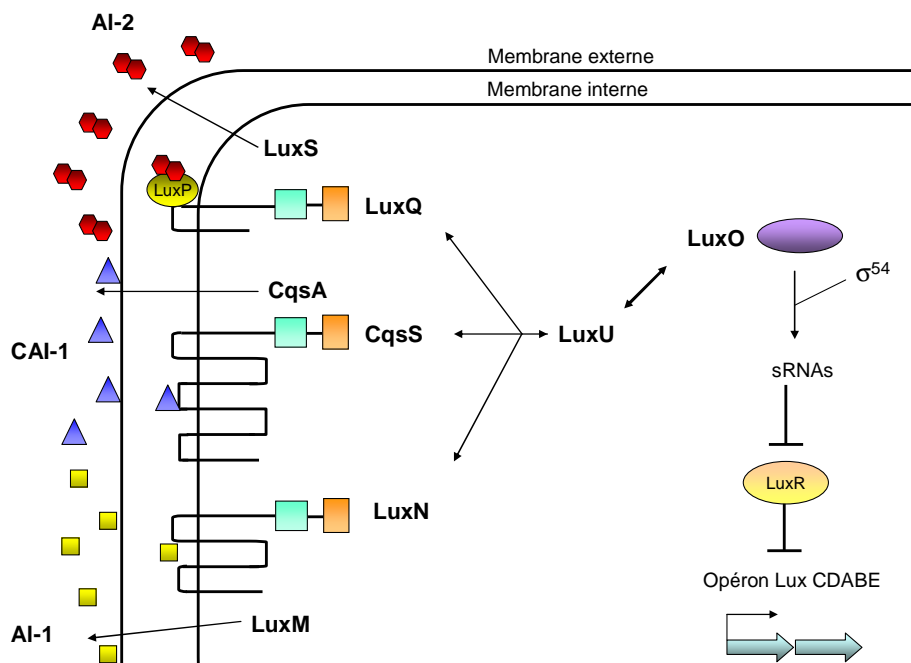 AI-2
Membrane externe
Membrane interne
LuxS
LuxP
LuxQ
LuxO
σ54
CqsA
CqsS
LuxU
CAI-1
sRNAs
LuxR
LuxN
Opéron Lux CDABE
LuxM
AI-1